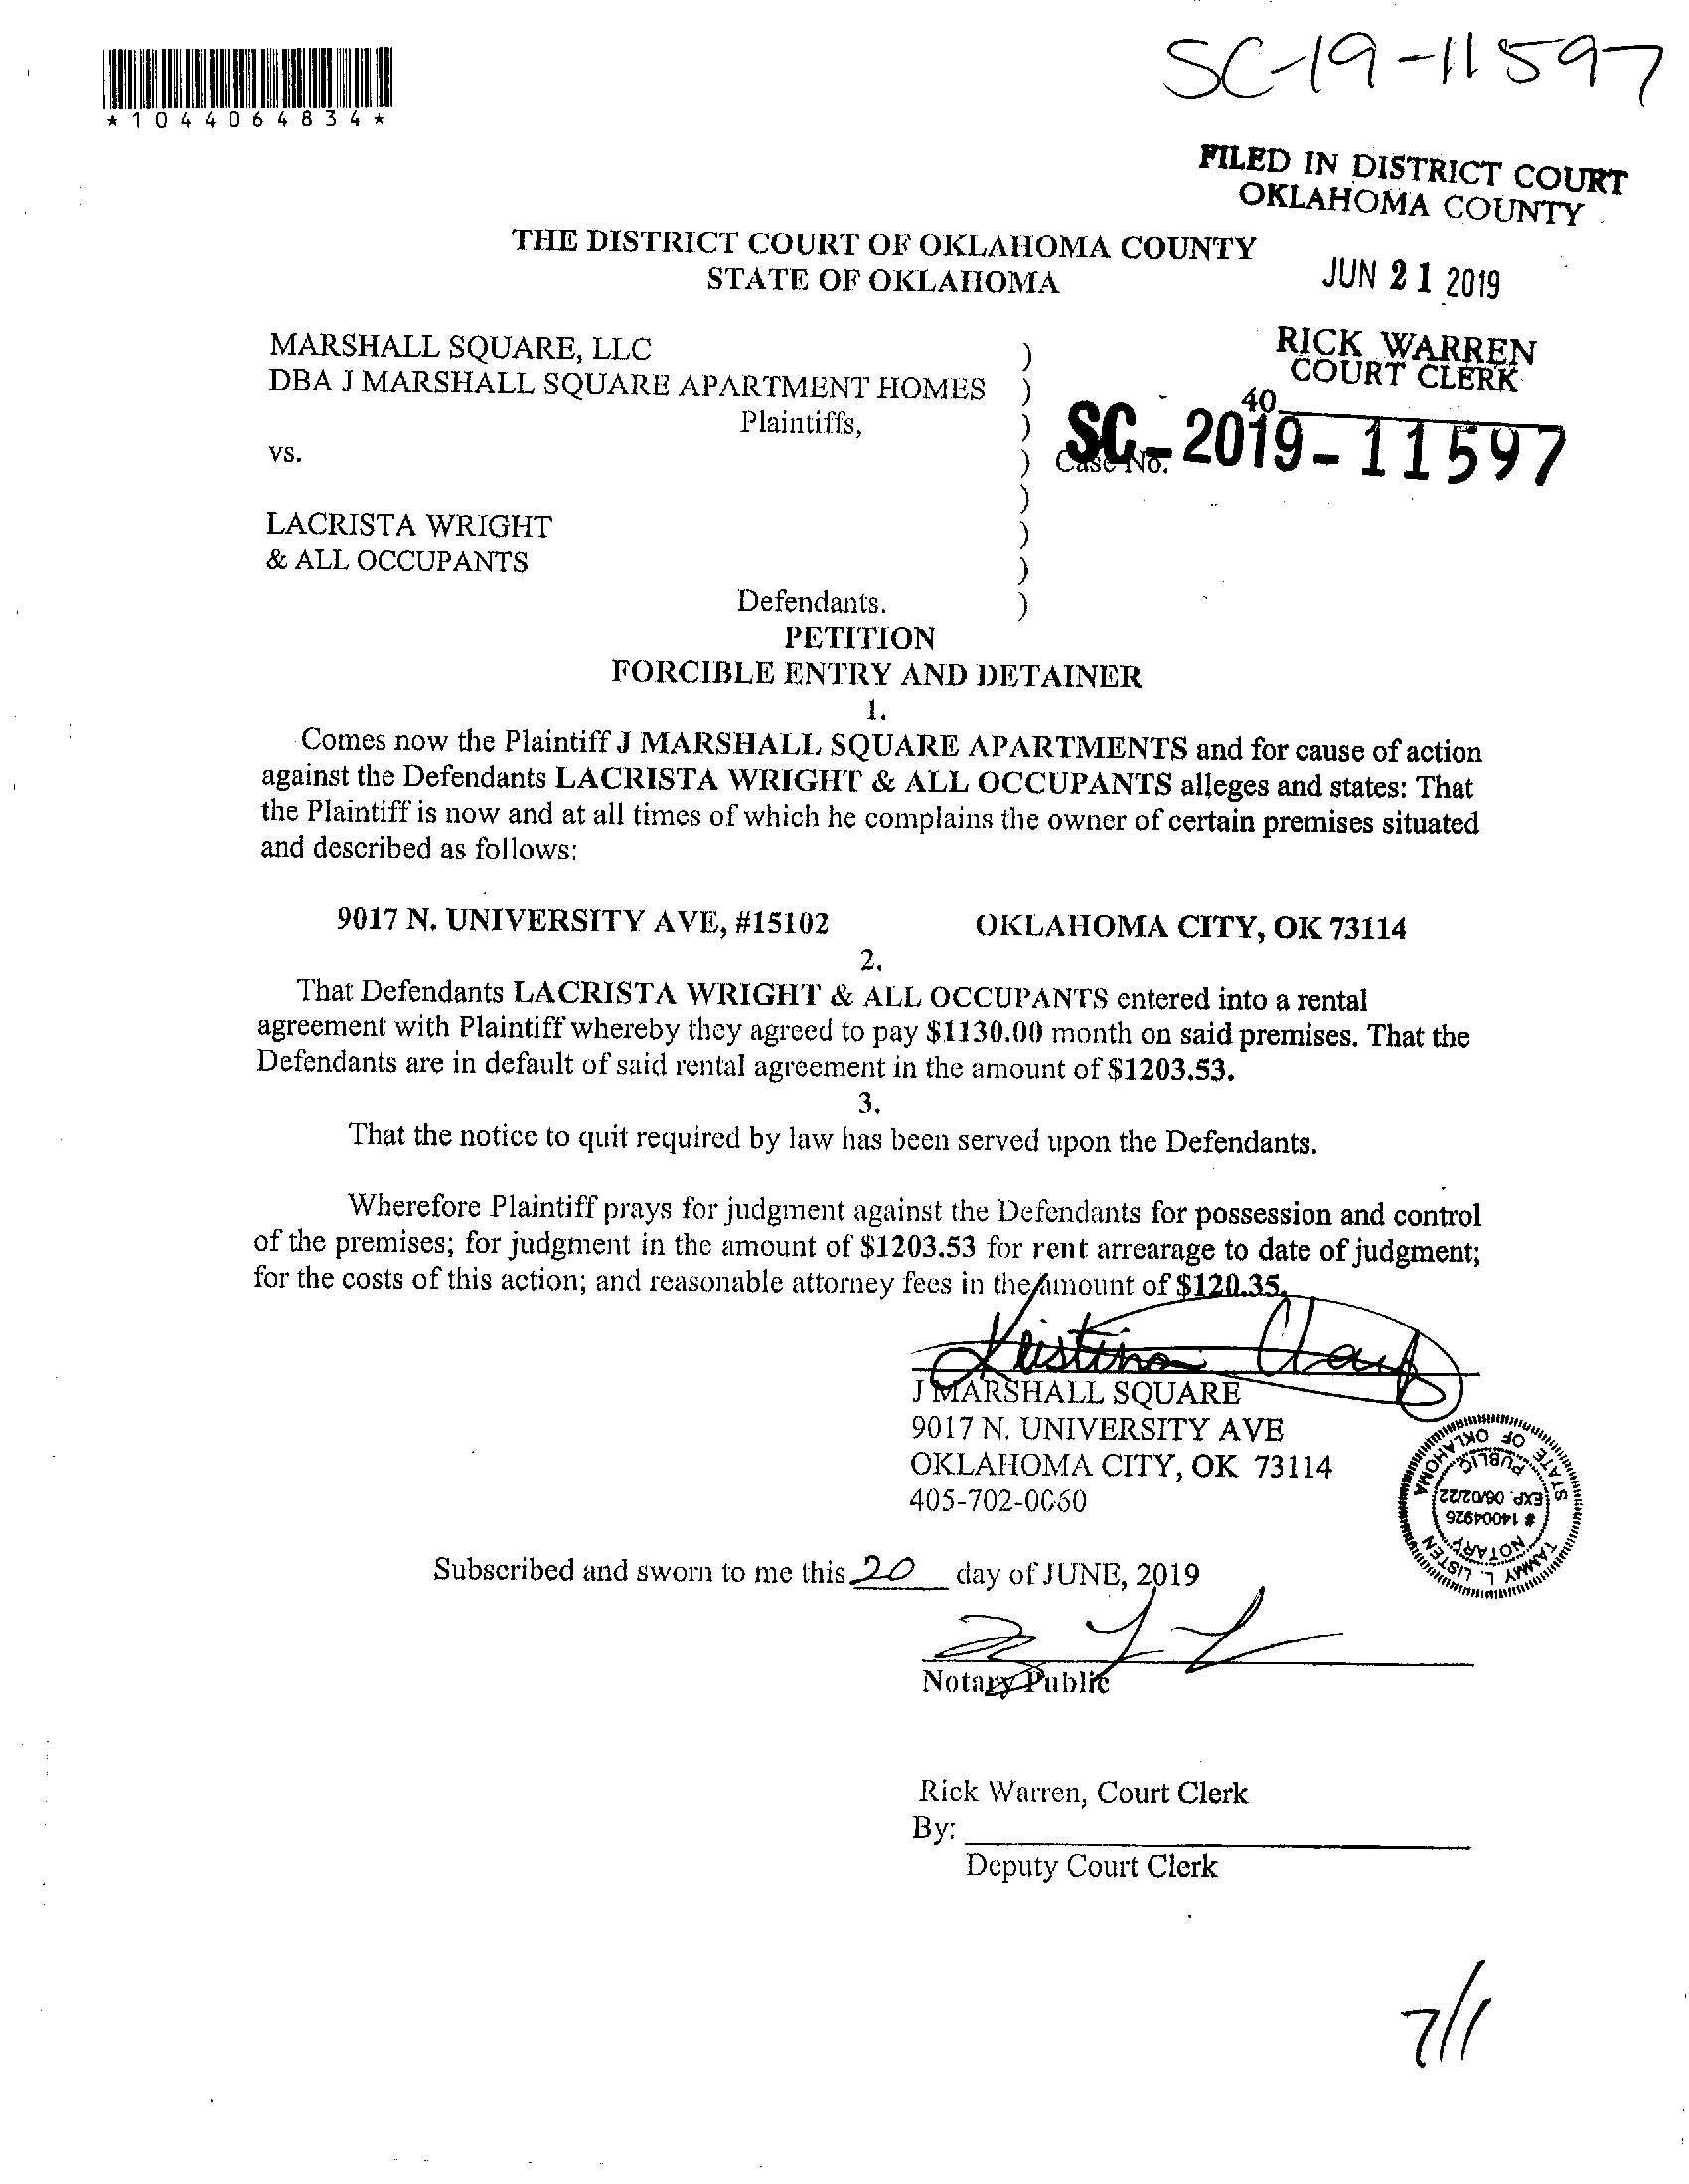 SC-19-11597
*1044064834*
FILED IN DISTRICT COURT
OKLAHOMA COUNTY
THE DISTRICT COURT OF OKLAHOMA COUNTY
STATE OF OKLAHOMA
JUN 21 2019
RICK WARREN
COURT CLERK
40
MARSHALL SQUARE, LLC )
DBA J MARSHALL SQUARE APARTMENT HOMES )
Plaintiffs, )
vs. ) Case No. SC-2019-11597
)
LACRISTA WRIGHT )
& ALL OCCUPANTS )
Defendants. )
PETITION
FORCIBLE ENTRY AND DETAINER
1.
Comes now the Plaintiff J MARSHALL SQUARE APARTMENTS and for cause of action
against the Defendants LACRISTA WRIGHT & ALL OCCUPANTS alleges and states: That
the Plaintiff is now and at all times of which he complains the owner of certain premises situated
and described as follows:
9017 N. UNIVERSITY AVE, #15102 OKLAHOMA CITY, OK 73114
2.
That Defendants LACRISTA WRIGHT & ALL OCCUPANTS entered into a rental
agreement with Plaintiff whereby they agreed to pay $1130.00 month on said premises. That the
Defendants are in default of said rental agreement in the amount of $1203.53.
3.
That the notice to quit required by law has been served upon the Defendants.
Wherefore Plaintiff prays for judgment against the Defendants for possession and control
of the premises; for judgment in the amount of $1203.53 for rent arrearage to date of judgment;
for the costs of this action; and reasonable attorney fees in the amount of $120.35.
Kristina
J MARSHALL SQUARE
9017 N. UNIVERSITY AVE
OKLAHOMA CITY, OK 73114
405-702-0060
TAMMY L. LISTEN
STATE OF OKLAHOMA
NOTARY
# 14004926
EXP. 06/02/22
PUBLIC
Subscribed and sworn to me this 20 day of JUNE, 2019
Notary Public
Rick Warren, Court Clerk
By:
Deputy Court Clerk
7/1